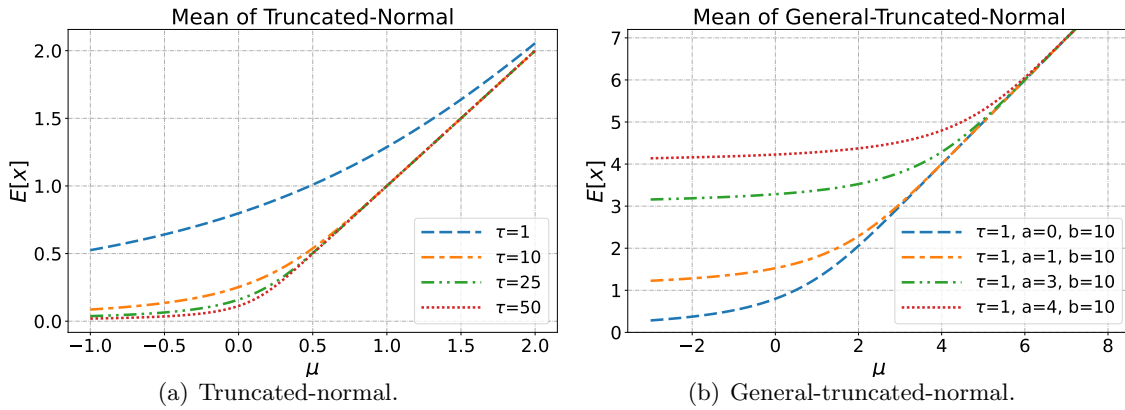 Mean of Truncated-Normal
E[x]
2.0
1.5
1.0
0.5
0.0
τ=1
τ=10
τ=25
τ=50
−1.0 −0.5 0.0 0.5 1.0 1.5 2.0
μ
(a) Truncated-normal.
Mean of General-Truncated-Normal
E[x]
7
6
5
4
3
2
1
0
τ=1, a=0, b=10
τ=1, a=1, b=10
τ=1, a=3, b=10
τ=1, a=4, b=10
−2 0 2 4 6 8
μ
(b) General-truncated-normal.